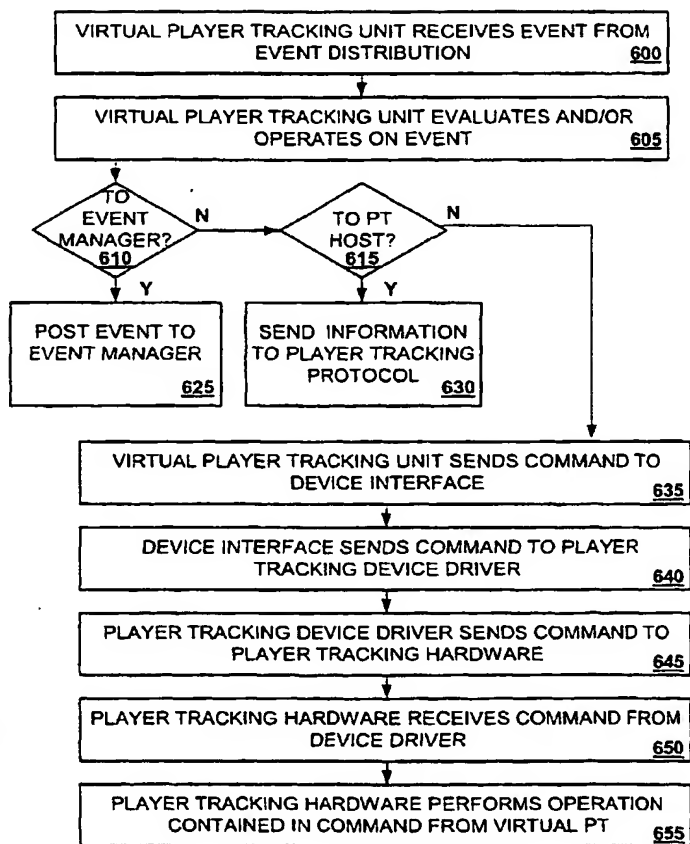 VIRTUAL PLAYER TRACKING UNIT RECEIVES EVENT FROM
EVENT DISTRIBUTION
600
VIRTUAL PLAYER TRACKING UNIT EVALUATES AND/OR
OPERATES ON EVENT
605
TO
EVENT
MANAGER?
610
N
TO PT
HOST?
615
N
Y
Y
POST EVENT TO
EVENT MANAGER
625
SEND INFORMATION
TO PLAYER TRACKING
PROTOCOL
630
VIRTUAL PLAYER TRACKING UNIT SENDS COMMAND TO
DEVICE INTERFACE
635
DEVICE INTERFACE SENDS COMMAND TO PLAYER
TRACKING DEVICE DRIVER
640
PLAYER TRACKING DEVICE DRIVER SENDS COMMAND TO
PLAYER TRACKING HARDWARE
645
PLAYER TRACKING HARDWARE RECEIVES COMMAND FROM
DEVICE DRIVER
650
PLAYER TRACKING HARDWARE PERFORMS OPERATION
CONTAINED IN COMMAND FROM VIRTUAL PT
655